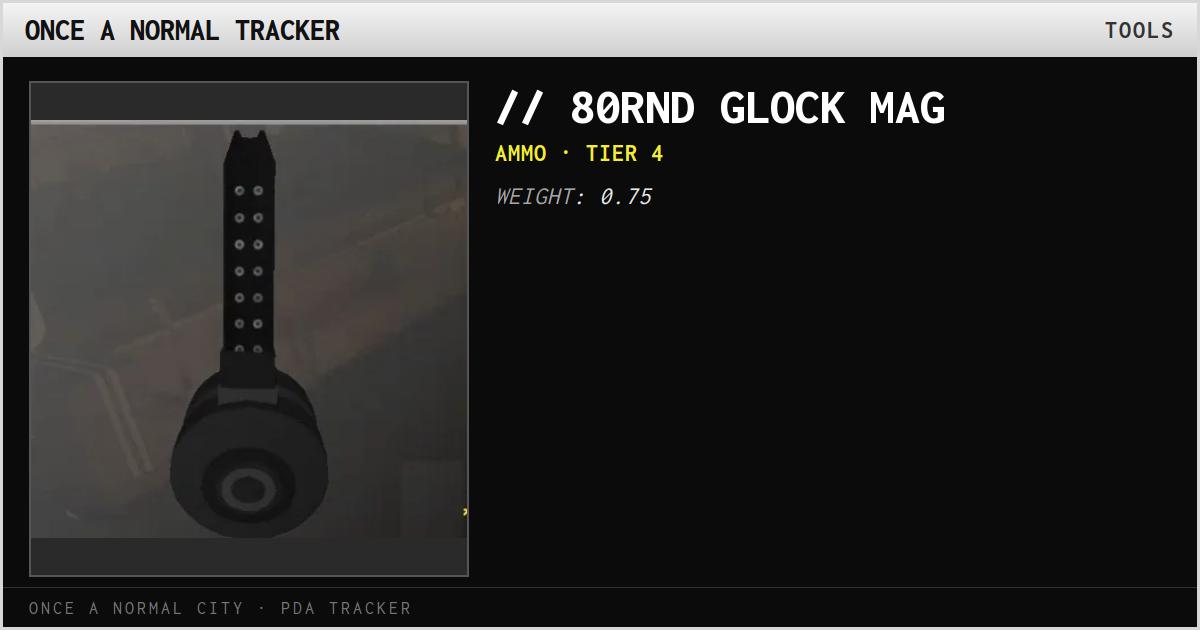 ONCE A NORMAL TRACKER
TOOLS
// 80RND GLOCK MAG
AMMO · TIER 4
WEIGHT: 0.75
ONCE A NORMAL CITY · PDA TRACKER